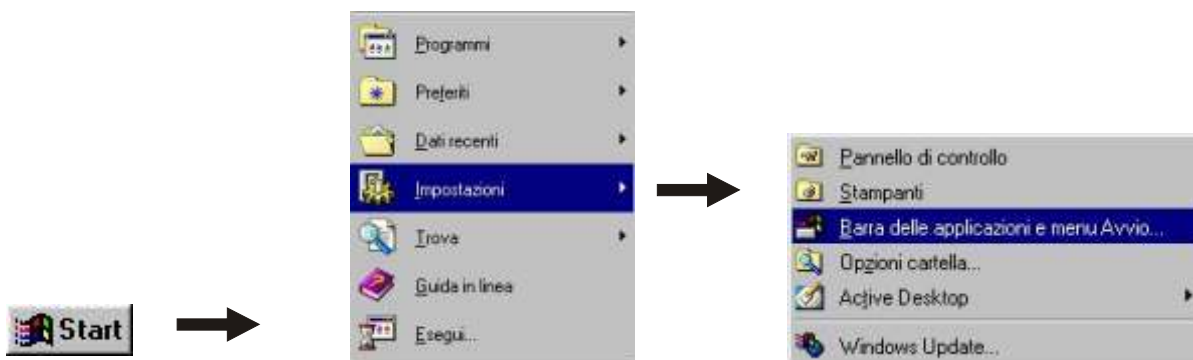 Start
Programmi
Preferiti
Dati recenti
Impostazioni
Trova
Guida in linea
Esegui...
Pannello di controllo
Stampanti
Barra delle applicazioni e menu Avvio...
Opzioni cartella...
Active Desktop
Windows Update...